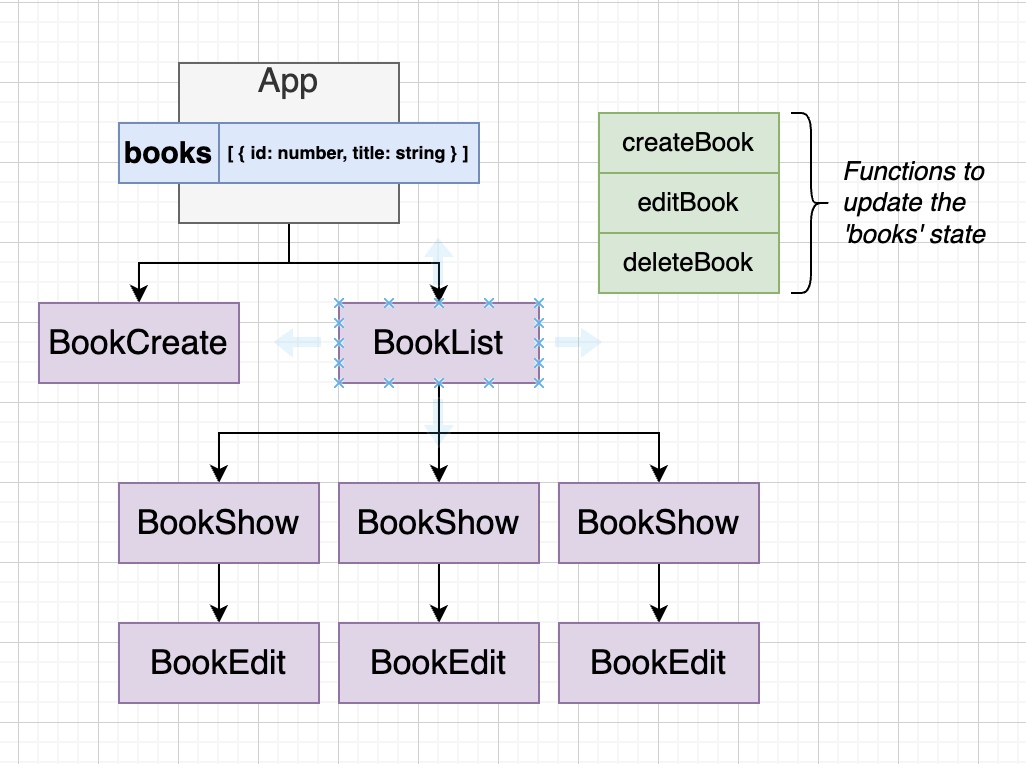 App
books [ { id: number, title: string } ]
createBook
editBook
deleteBook
Functions to
update the
'books' state
BookCreate
BookList
BookShow BookShow BookShow
BookEdit BookEdit BookEdit